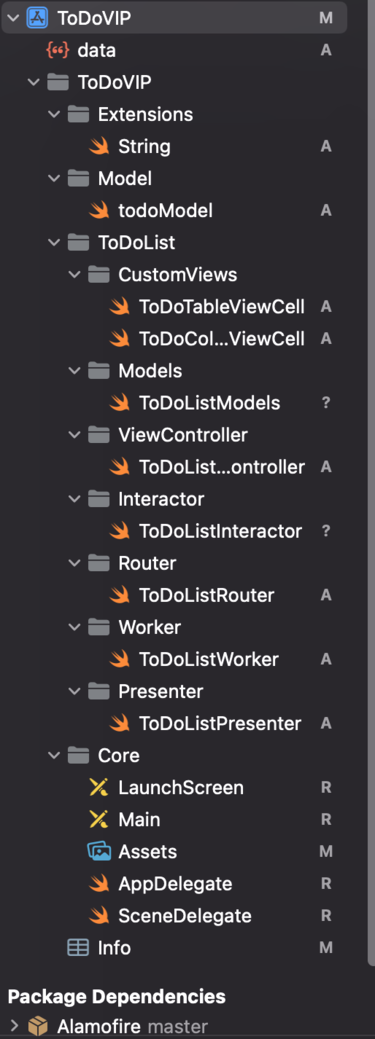 ToDoVIP M
data A
ToDoVIP
Extensions
String A
Model
todoModel A
ToDoList
CustomViews
ToDoTableViewCell A
ToDoCol...ViewCell A
Models
ToDoListModels ?
ViewController
ToDoList...ontroller A
Interactor
ToDoListInteractor ?
Router
ToDoListRouter A
Worker
ToDoListWorker A
Presenter
ToDoListPresenter A
Core
LaunchScreen R
Main R
Assets M
AppDelegate R
SceneDelegate R
Info M
Package Dependencies
Alamofire master